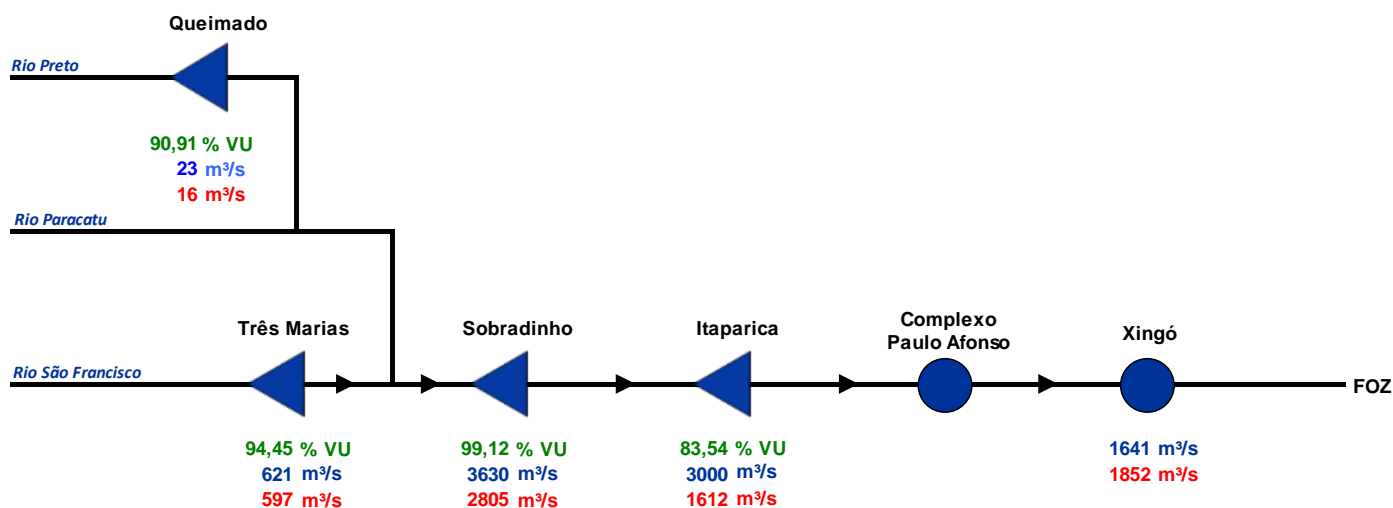 Queimado
Rio Preto
90,91 % VU
23 m³/s
16 m³/s
Rio Paracatu
Três Marias
Sobradinho
Itaparica
Complexo
Paulo Afonso
Xingó
Rio São Francisco
FOZ
94,45 % VU
621 m³/s
597 m³/s
99,12 % VU
3630 m³/s
2805 m³/s
83,54 % VU
3000 m³/s
1612 m³/s
1641 m³/s
1852 m³/s